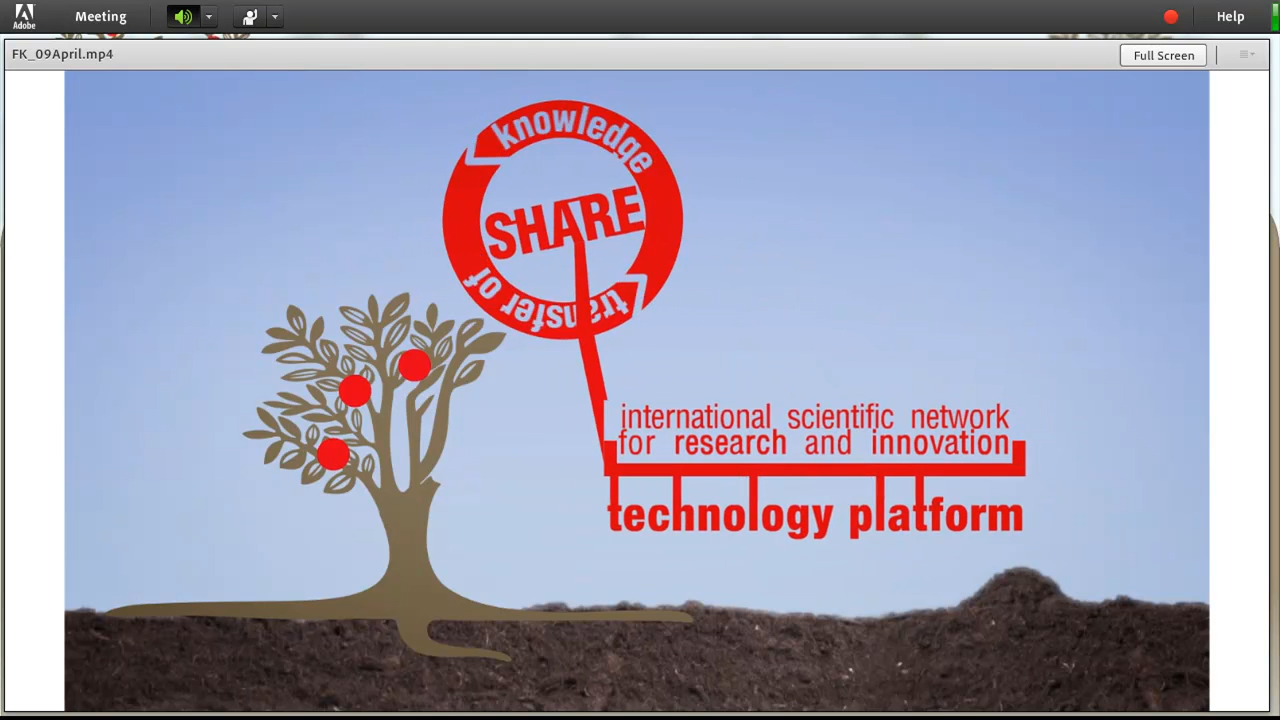 Adobe
Meeting
Help
FK_09April.mp4
Full Screen
knowledge
SHARE
transfer of
international scientific network
for research and innovation
technology platform